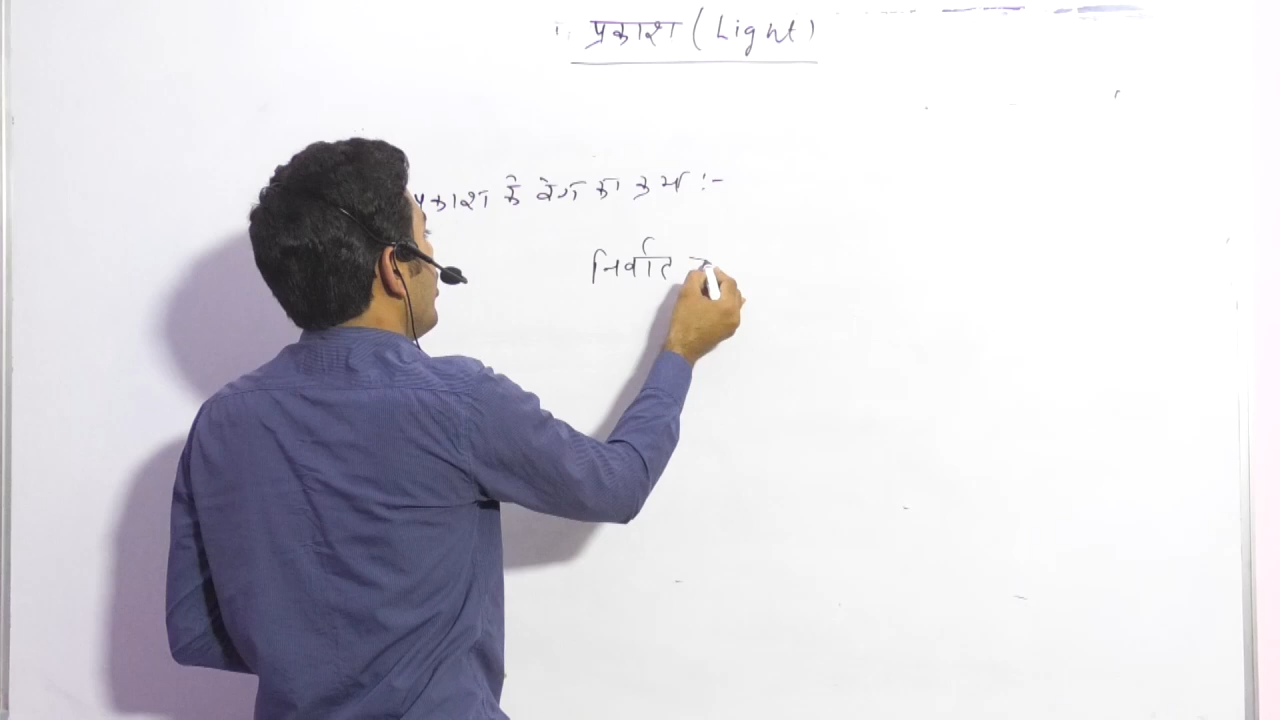 प्रकाश (Light)
प्रकाश के वेग का क्रम :-
निर्वात